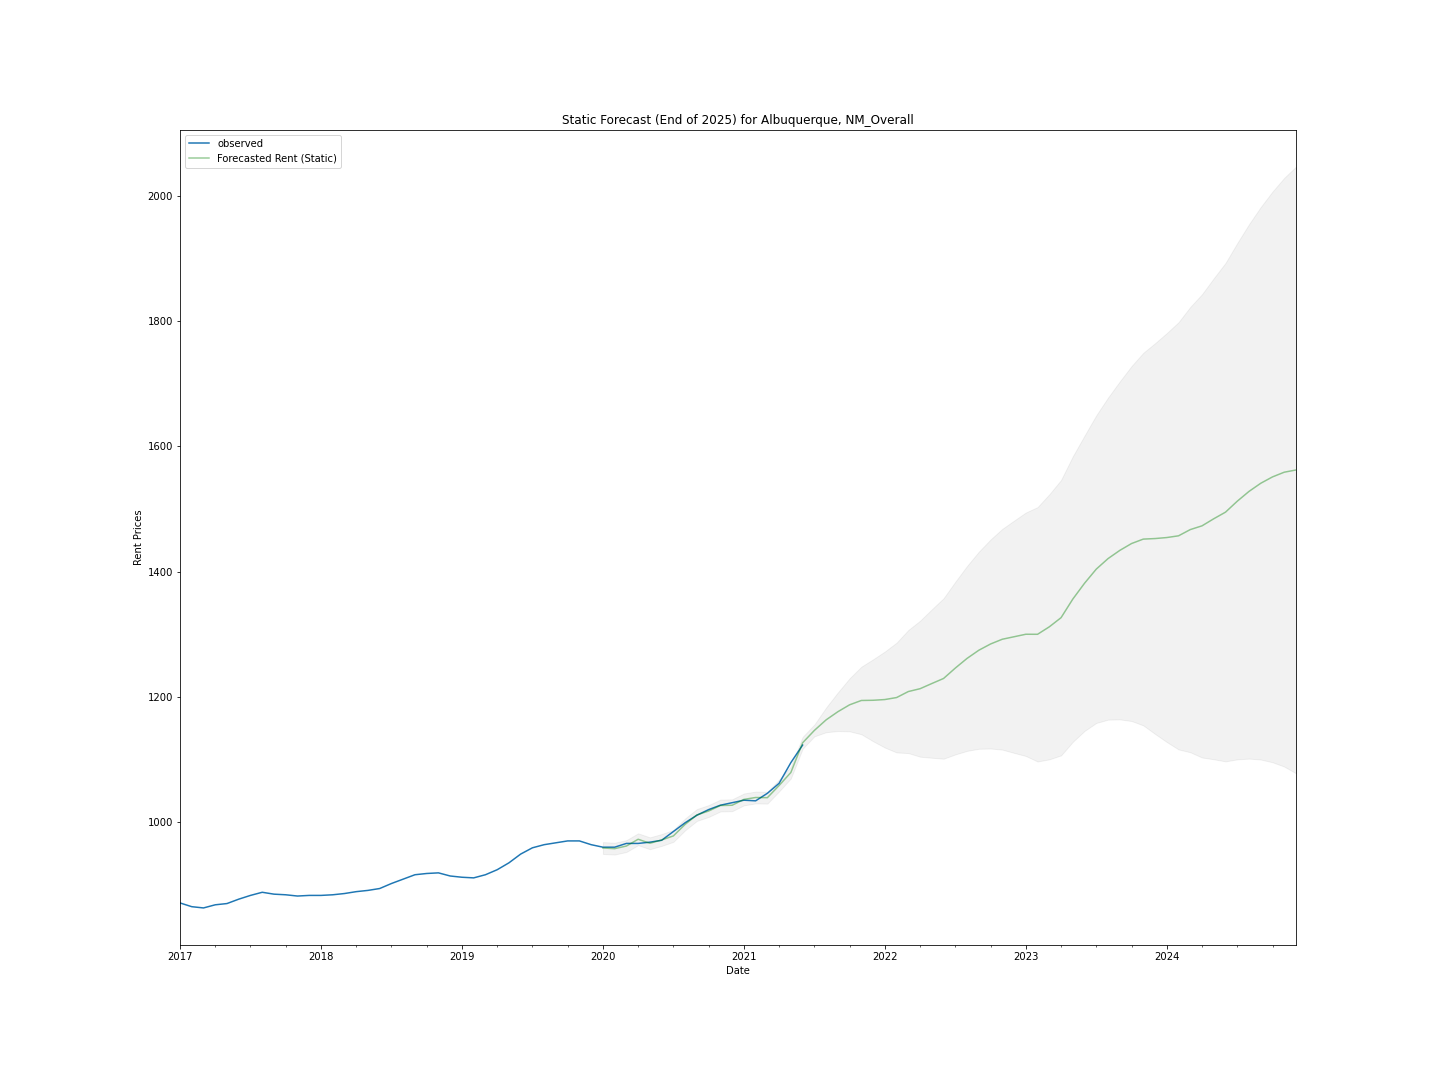 Static Forecast (End of 2025) for Albuquerque, NM_Overall
observed
Forecasted Rent (Static)
2000
1800
1600
1400
1200
1000
Rent Prices
2017 2018 2019 2020 2021 2022 2023 2024
Date